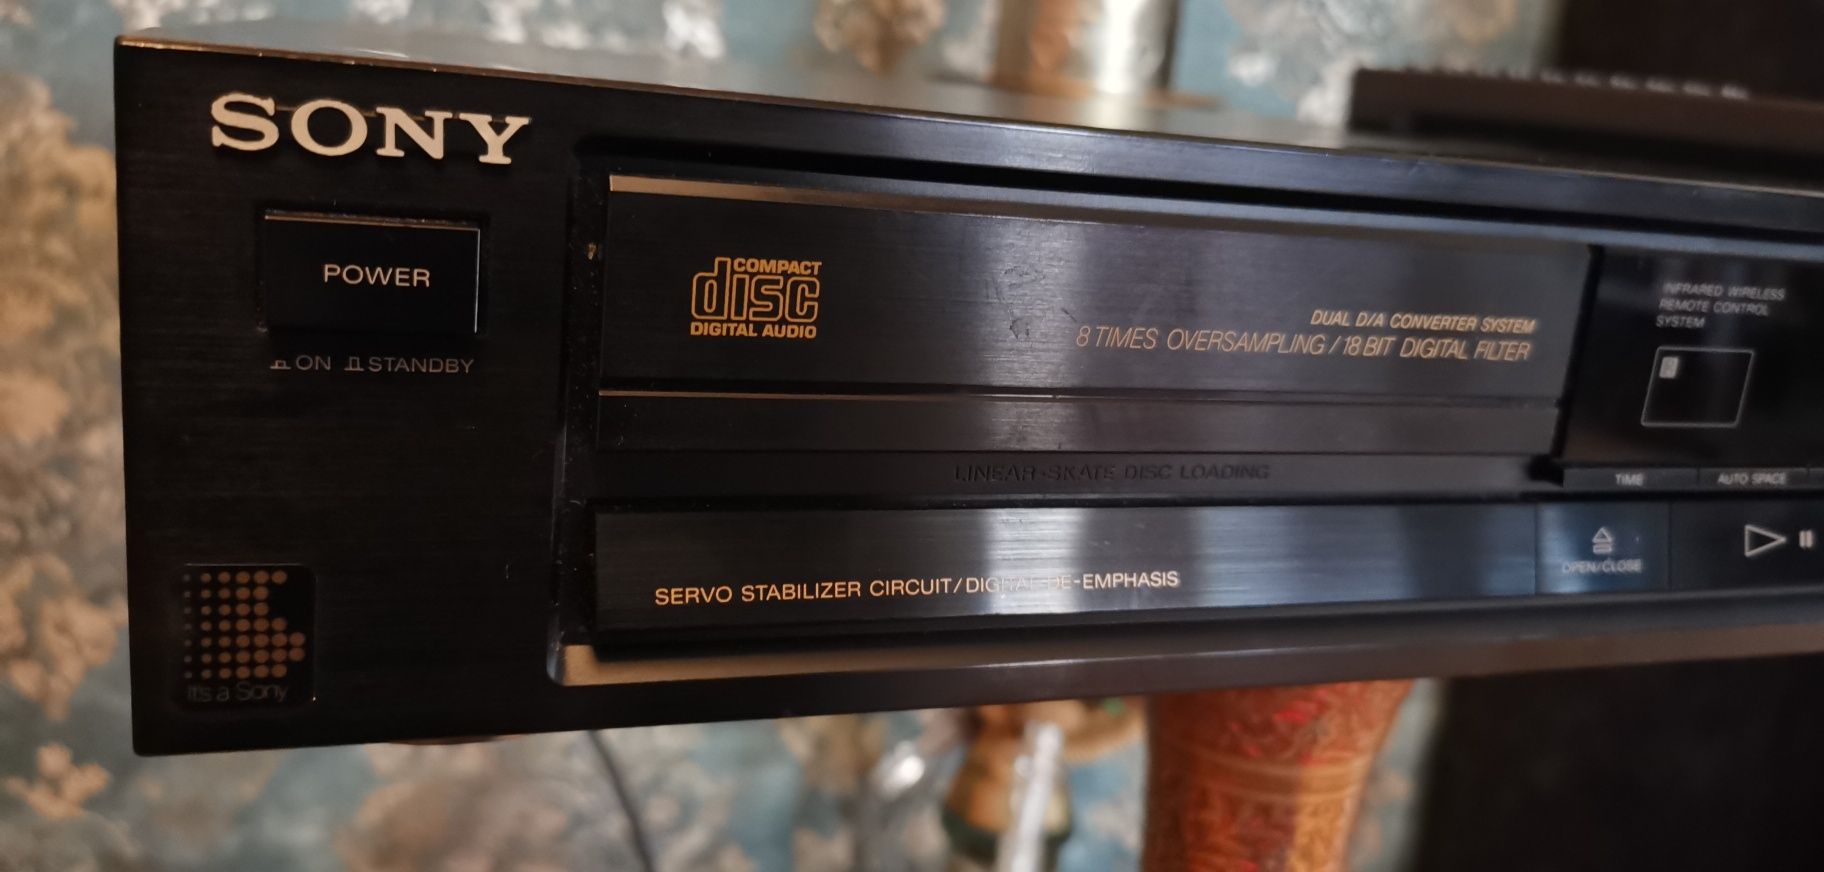 SONY
POWER
ON STANDBY
It's a Sony
COMPACT
disc
DIGITAL AUDIO
DUAL D/A CONVERTER SYSTEM
8 TIMES OVERSAMPLING / 18 BIT DIGITAL FILTER
LINEAR-SKATE DISC LOADING
SERVO STABILIZER CIRCUIT/DIGITAL DE-EMPHASIS
INFRARED WIRELESS
REMOTE CONTROL
SYSTEM
TIME
AUTO SPACE
OPEN/CLOSE